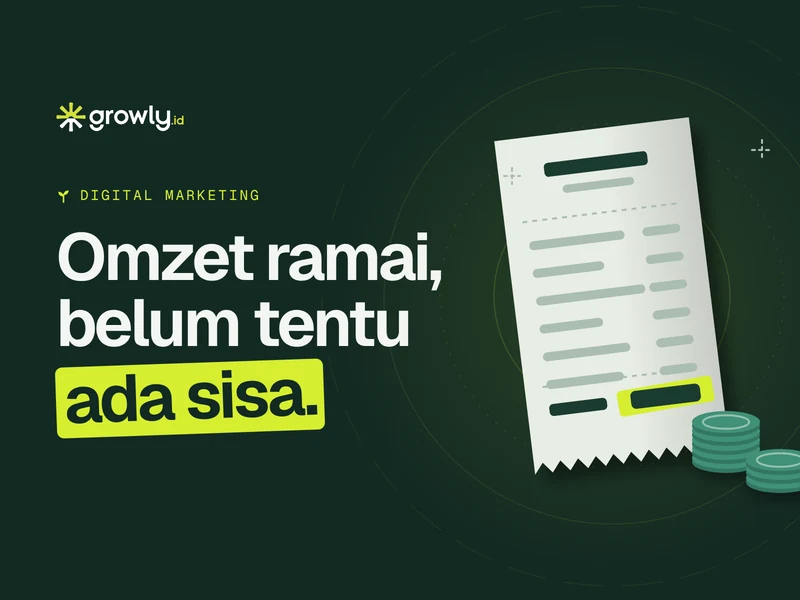 growly.id
DIGITAL MARKETING
Omzet ramai,
belum tentu
ada sisa.